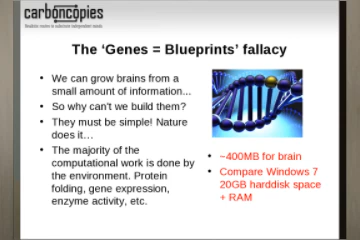 carboncopies
Realistic routes to substrate-independent minds
The ‘Genes = Blueprints’ fallacy
• We can grow brains from a
small amount of information...
• So why can’t we build them?
• They must be simple! Nature
does it…
• The majority of the
computational work is done by
the environment. Protein
folding, gene expression,
enzyme activity, etc.
• ~400MB for brain
• Compare Windows 7
20GB harddisk space
+ RAM